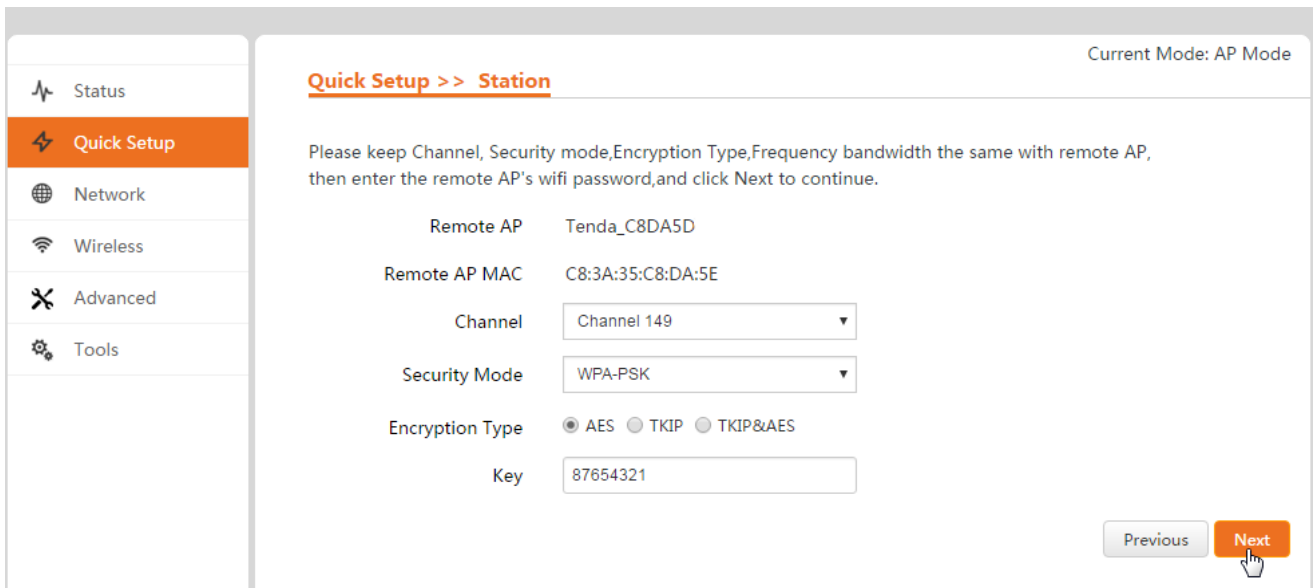 Current Mode: AP Mode
Quick Setup >> Station
Status
Quick Setup
Network
Wireless
Advanced
Tools
Please keep Channel, Security mode,Encryption Type,Frequency bandwidth the same with remote AP,
then enter the remote AP's wifi password,and click Next to continue.
Remote AP Tenda_C8DA5D
Remote AP MAC C8:3A:35:C8:DA:5E
Channel Channel 149
Security Mode WPA-PSK
Encryption Type AES TKIP TKIP&AES
Key 87654321
Previous Next